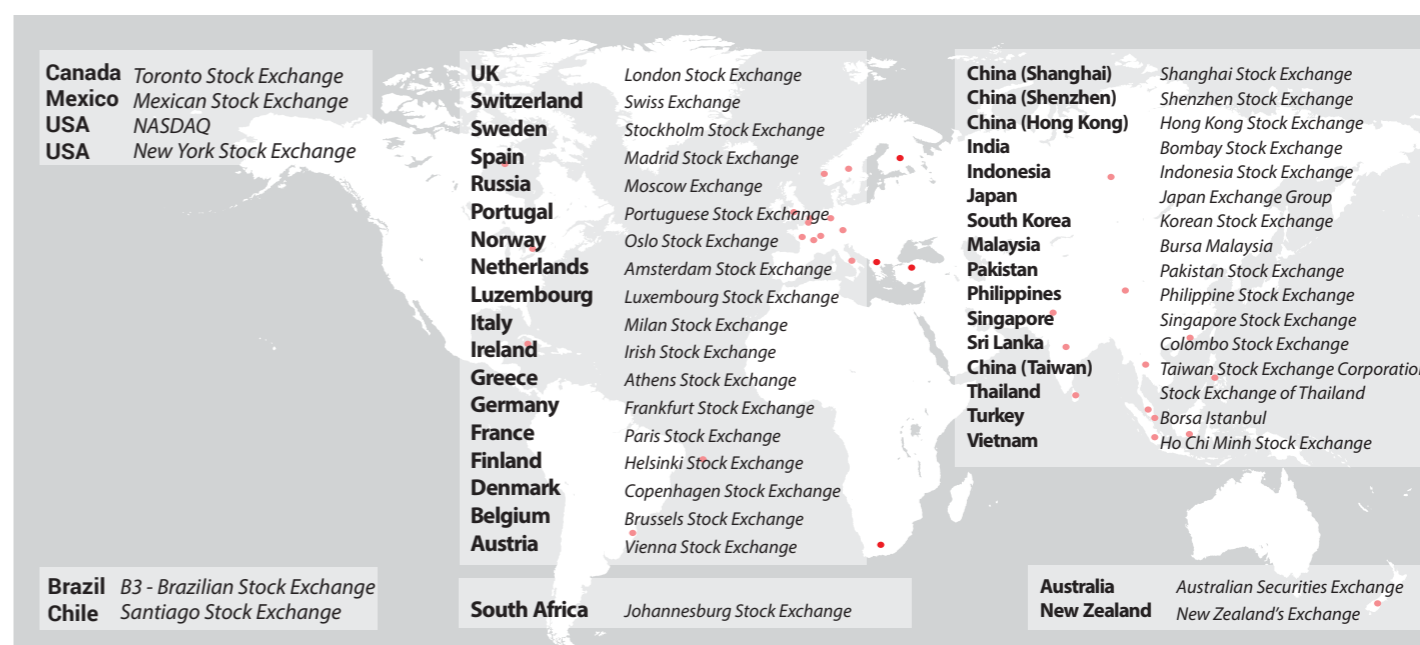 Canada Toronto Stock Exchange
Mexico Mexican Stock Exchange
USA NASDAQ
USA New York Stock Exchange
Brazil B3 - Brazilian Stock Exchange
Chile Santiago Stock Exchange
UK London Stock Exchange
Switzerland Swiss Exchange
Sweden Stockholm Stock Exchange
Spain Madrid Stock Exchange
Russia Moscow Exchange
Portugal Portuguese Stock Exchange
Norway Oslo Stock Exchange
Netherlands Amsterdam Stock Exchange
Luzembourg Luxembourg Stock Exchange
Italy Milan Stock Exchange
Ireland Irish Stock Exchange
Greece Athens Stock Exchange
Germany Frankfurt Stock Exchange
France Paris Stock Exchange
Finland Helsinki Stock Exchange
Denmark Copenhagen Stock Exchange
Belgium Brussels Stock Exchange
Austria Vienna Stock Exchange
South Africa Johannesburg Stock Exchange
China (Shanghai) Shanghai Stock Exchange
China (Shenzhen) Shenzhen Stock Exchange
China (Hong Kong) Hong Kong Stock Exchange
India Bombay Stock Exchange
Indonesia Indonesia Stock Exchange
Japan Japan Exchange Group
South Korea Korean Stock Exchange
Malaysia Bursa Malaysia
Pakistan Pakistan Stock Exchange
Philippines Philippine Stock Exchange
Singapore Singapore Stock Exchange
Sri Lanka Colombo Stock Exchange
China (Taiwan) Taiwan Stock Exchange Corporation
Thailand Stock Exchange of Thailand
Turkey Borsa Istanbul
Vietnam Ho Chi Minh Stock Exchange
Australia Australian Securities Exchange
New Zealand New Zealand's Exchange